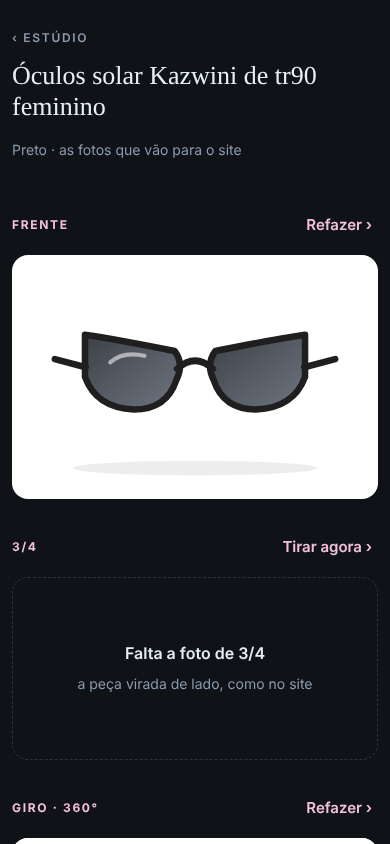 ‹ ESTÚDIO
Óculos solar Kazwini de tr90
feminino
Preto · as fotos que vão para o site
FRENTE
Refazer ›
3/4
Tirar agora ›
Falta a foto de 3/4
a peça virada de lado, como no site
GIRO · 360°
Refazer ›